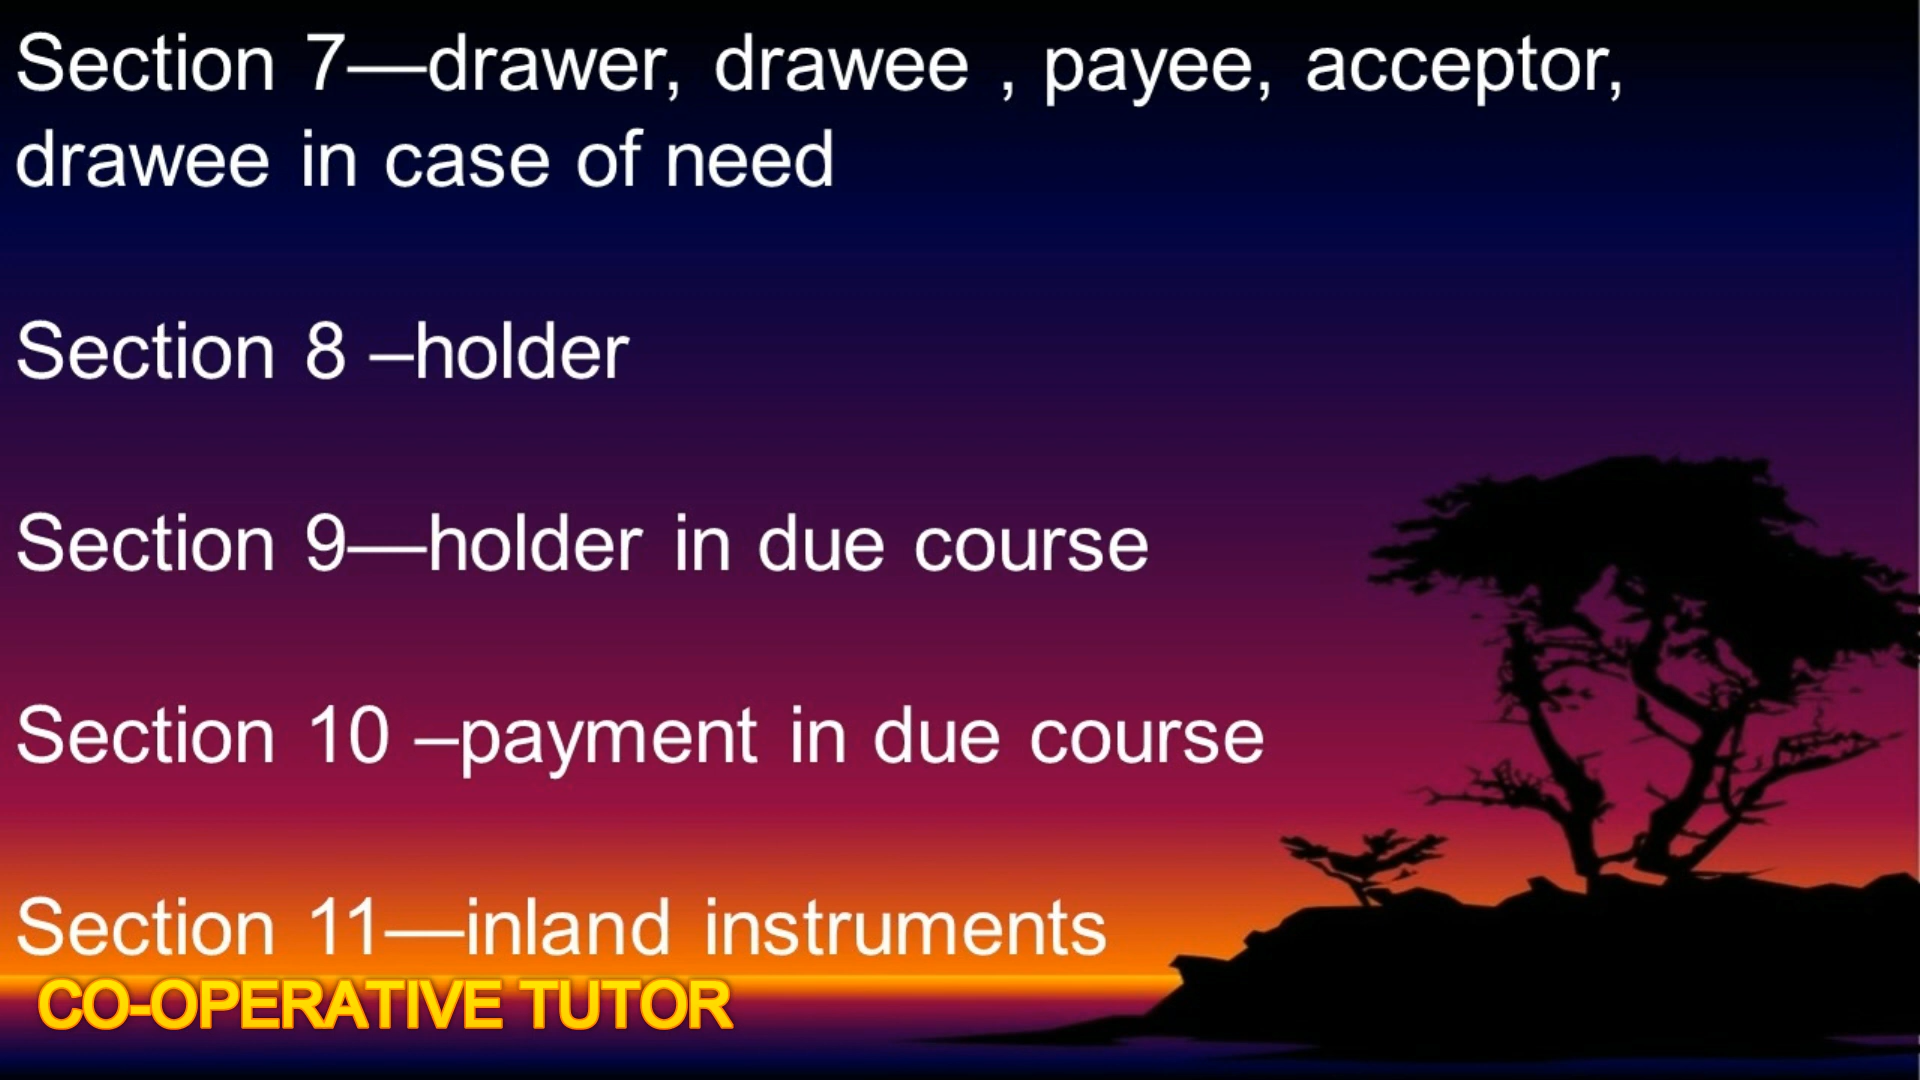 Section 7—drawer, drawee , payee, acceptor,
drawee in case of need
Section 8 –holder
Section 9—holder in due course
Section 10 –payment in due course
Section 11—inland instruments
CO-OPERATIVE TUTOR